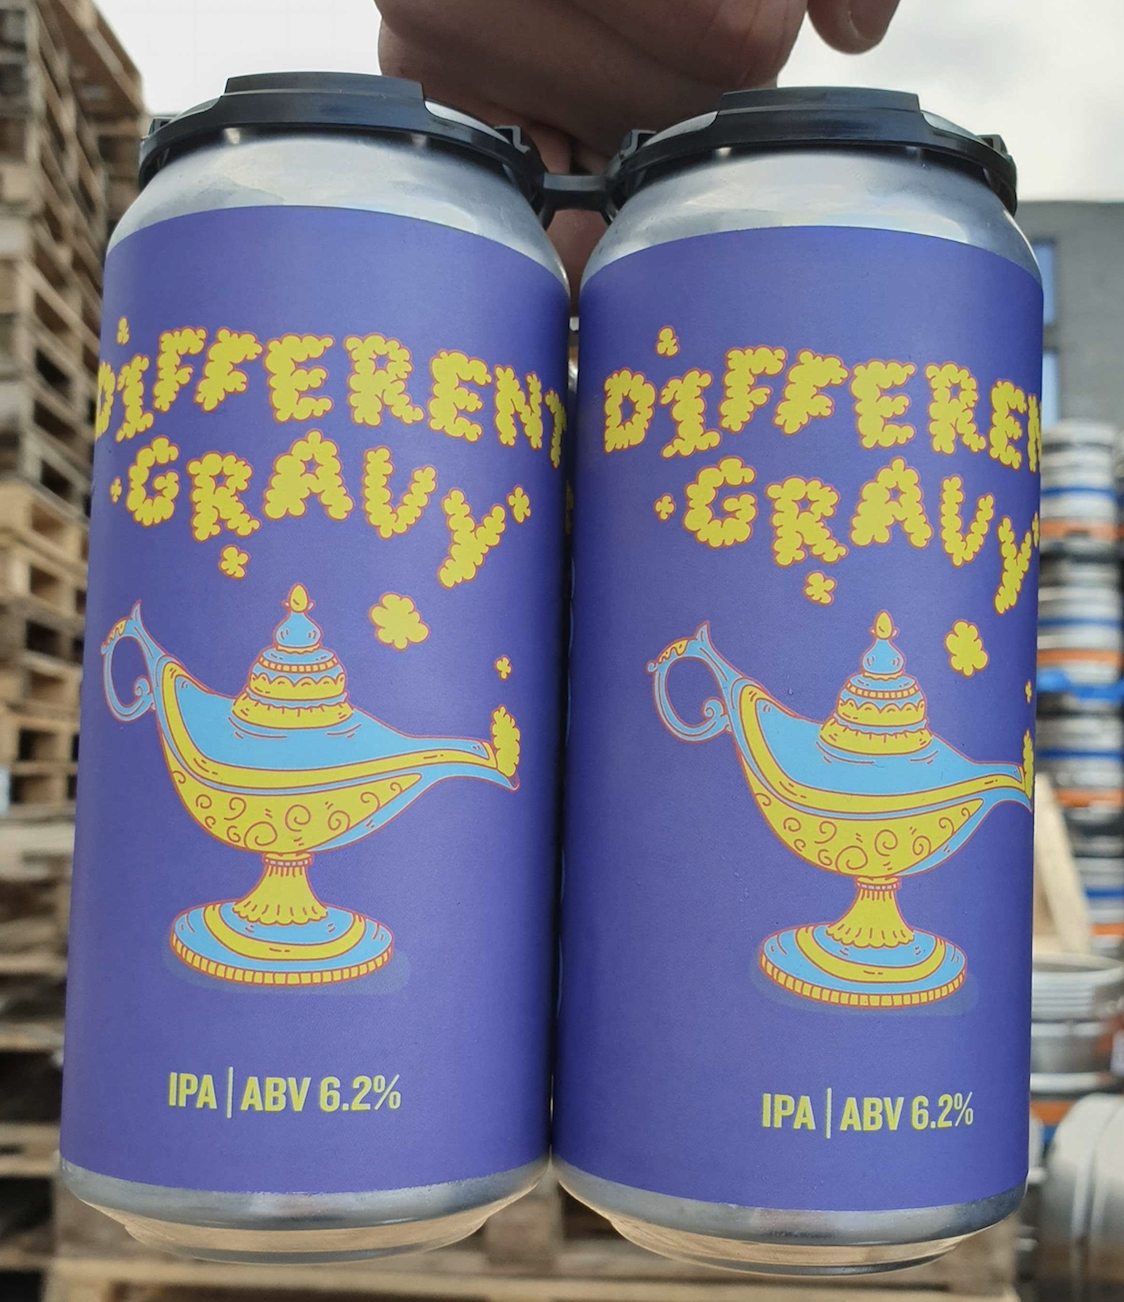 DiFFERENT
GRAVY
IPA | ABV 6.2%
DiFFEREN
GRAVY
IPA | ABV 6.2%